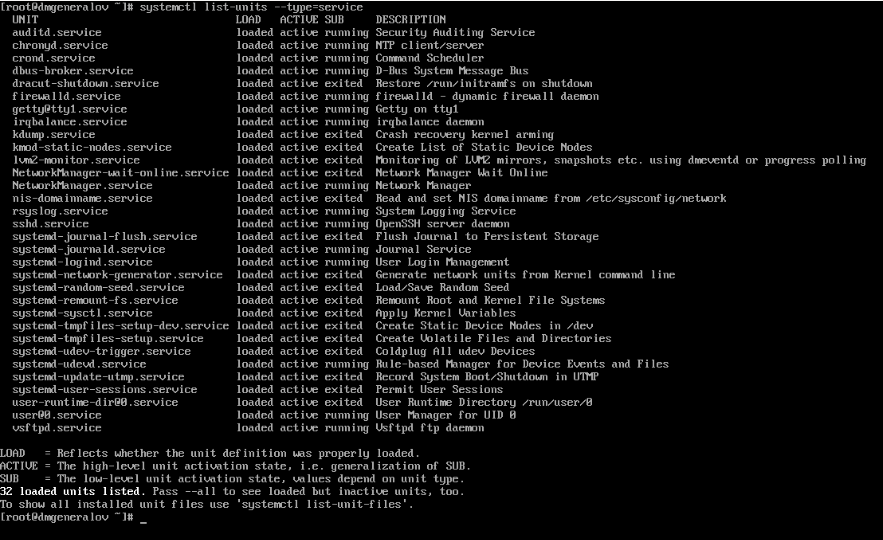 [root@dmgeneralov ~]# systemctl list-units --type=service
  UNIT                               LOAD   ACTIVE SUB     DESCRIPTION
  auditd.service                     loaded active running Security Auditing Service
  chronyd.service                    loaded active running NTP client/server
  crond.service                      loaded active running Command Scheduler
  dbus-broker.service                loaded active running D-Bus System Message Bus
  dracut-shutdown.service            loaded active exited  Restore /run/initramfs on shutdown
  firewalld.service                  loaded active running firewalld - dynamic firewall daemon
  getty@tty1.service                 loaded active running Getty on tty1
  irqbalance.service                 loaded active running irqbalance daemon
  kdump.service                      loaded active exited  Crash recovery kernel arming
  kmod-static-nodes.service          loaded active exited  Create List of Static Device Nodes
  lvm2-monitor.service               loaded active exited  Monitoring of LVM2 mirrors, snapshots etc. using dmeventd or progress polling
  NetworkManager-wait-online.service loaded active exited  Network Manager Wait Online
  NetworkManager.service             loaded active running Network Manager
  nis-domainname.service             loaded active exited  Read and set NIS domainname from /etc/sysconfig/network
  rsyslog.service                    loaded active running System Logging Service
  sshd.service                       loaded active running OpenSSH server daemon
  systemd-journal-flush.service      loaded active exited  Flush Journal to Persistent Storage
  systemd-journald.service           loaded active running Journal Service
  systemd-logind.service             loaded active running User Login Management
  systemd-network-generator.service  loaded active exited  Generate network units from Kernel command line
  systemd-random-seed.service        loaded active exited  Load/Save Random Seed
  systemd-remount-fs.service         loaded active exited  Remount Root and Kernel File Systems
  systemd-sysctl.service             loaded active exited  Apply Kernel Variables
  systemd-tmpfiles-setup-dev.service loaded active exited  Create Static Device Nodes in /dev
  systemd-tmpfiles-setup.service     loaded active exited  Create Volatile Files and Directories
  systemd-udev-trigger.service       loaded active exited  Coldplug All udev Devices
  systemd-udevd.service              loaded active running Rule-based Manager for Device Events and Files
  systemd-update-utmp.service        loaded active exited  Record System Boot/Shutdown in UTMP
  systemd-user-sessions.service      loaded active exited  Permit User Sessions
  user-runtime-dir@0.service         loaded active exited  User Runtime Directory /run/user/0
  user@0.service                     loaded active running User Manager for UID 0
  vsftpd.service                     loaded active running Vsftpd ftp daemon

LOAD   = Reflects whether the unit definition was properly loaded.
ACTIVE = The high-level unit activation state, i.e. generalization of SUB.
SUB    = The low-level unit activation state, values depend on unit type.
32 loaded units listed. Pass --all to see loaded but inactive units, too.
To show all installed unit files use 'systemctl list-unit-files'.
[root@dmgeneralov ~]# _